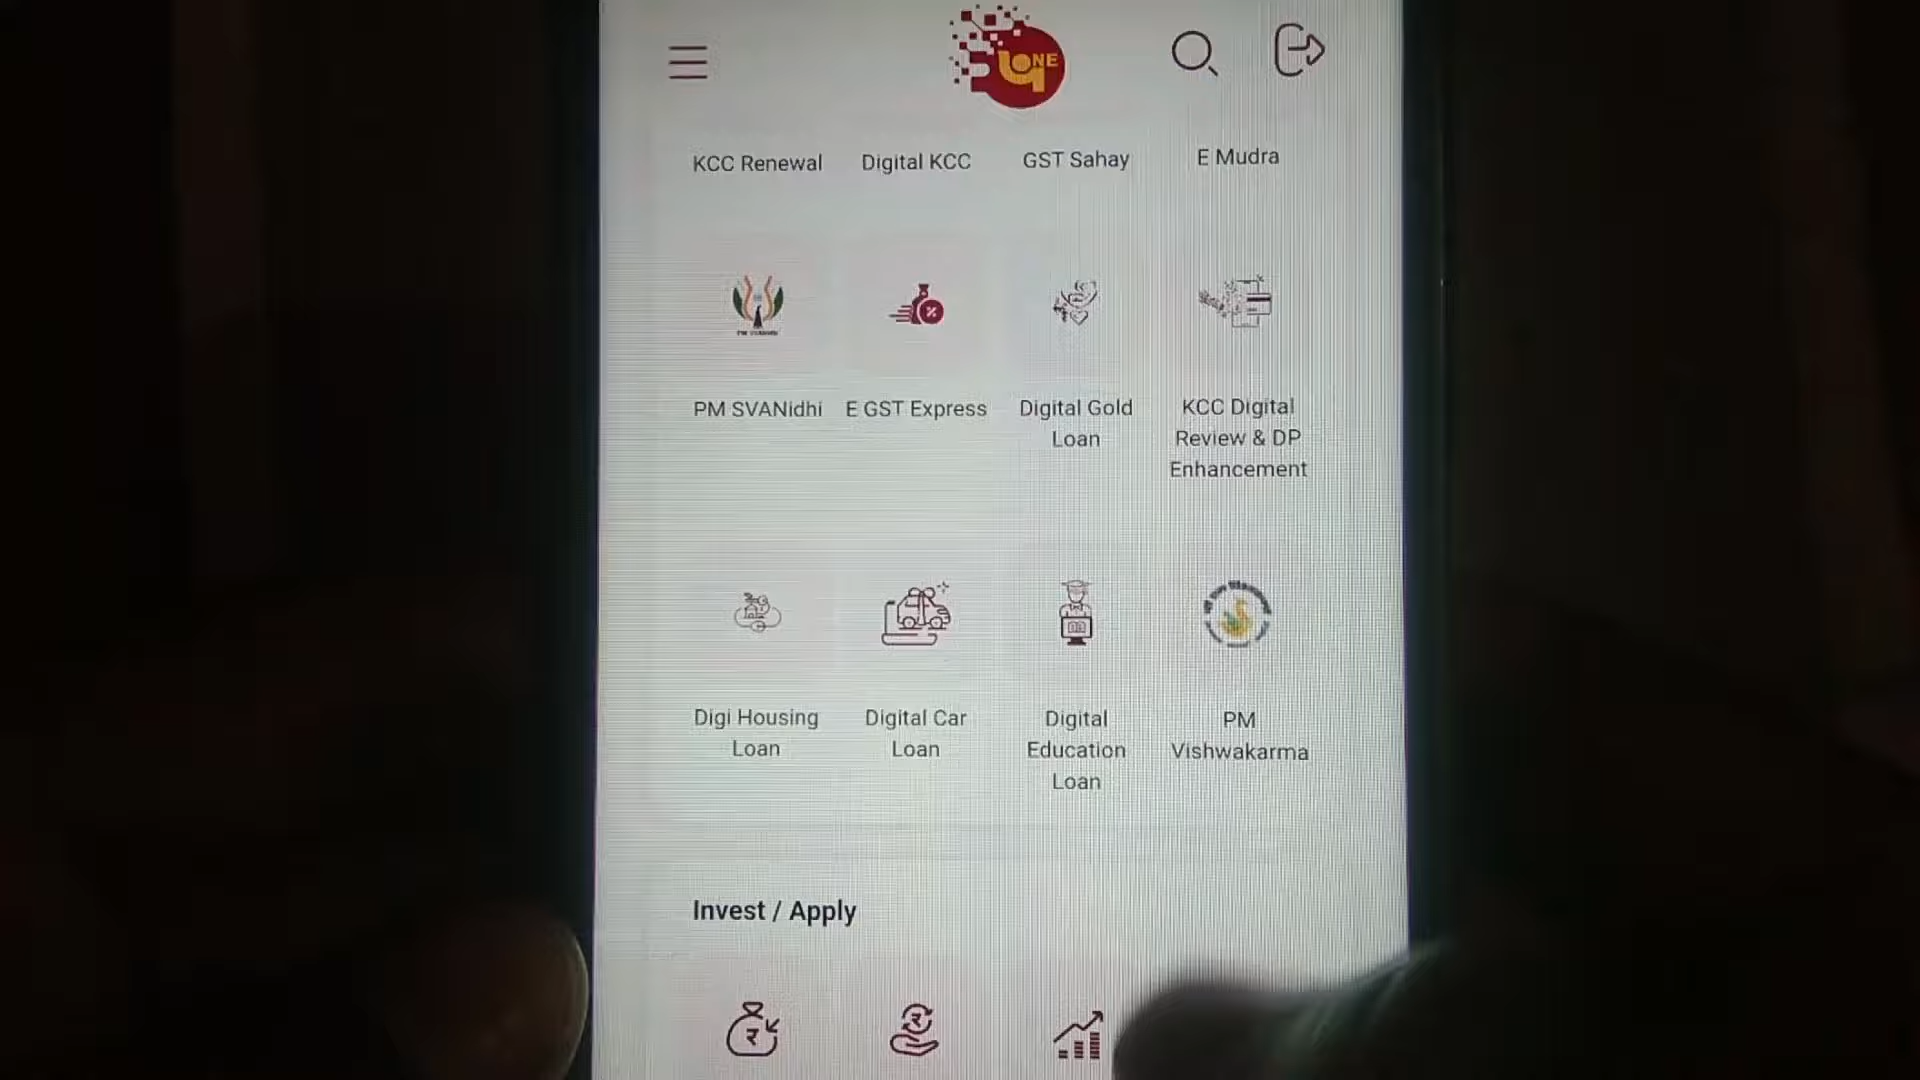 ONE
KCC Renewal
Digital KCC
GST Sahay
E Mudra
PM SVANidhi
E GST Express
Digital Gold
Loan
KCC Digital
Review & DP
Enhancement
Digi Housing
Loan
Digital Car
Loan
Digital
Education
Loan
PM
Vishwakarma
Invest / Apply